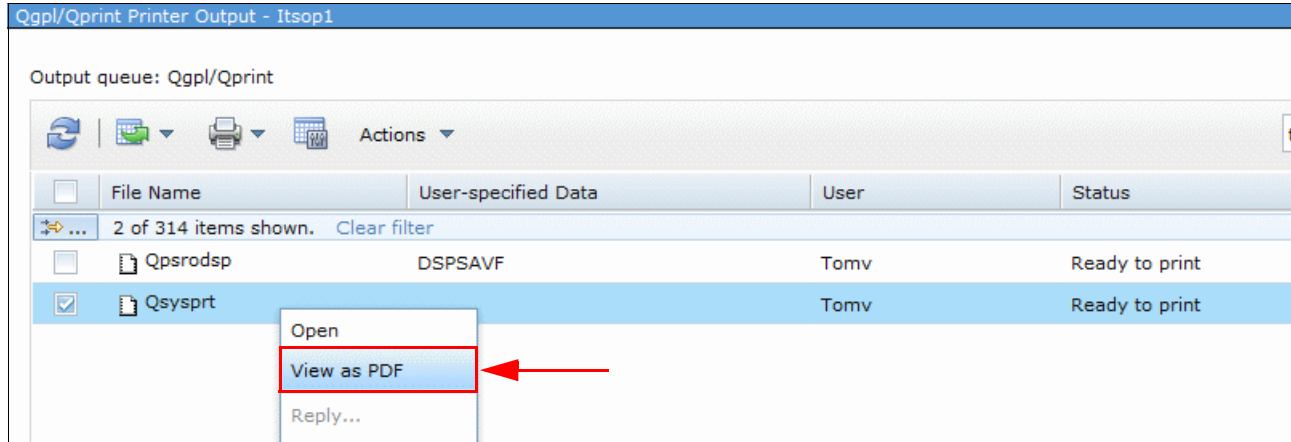 Qgpl/Qprint Printer Output - Itsop1
Output queue: Qgpl/Qprint
Actions
File Name User-specified Data User Status
... 2 of 314 items shown. Clear filter
Qpsrodsp DSPSAVF Tomv Ready to print
Qsysprt Tomv Ready to print
Open
View as PDF
Reply...